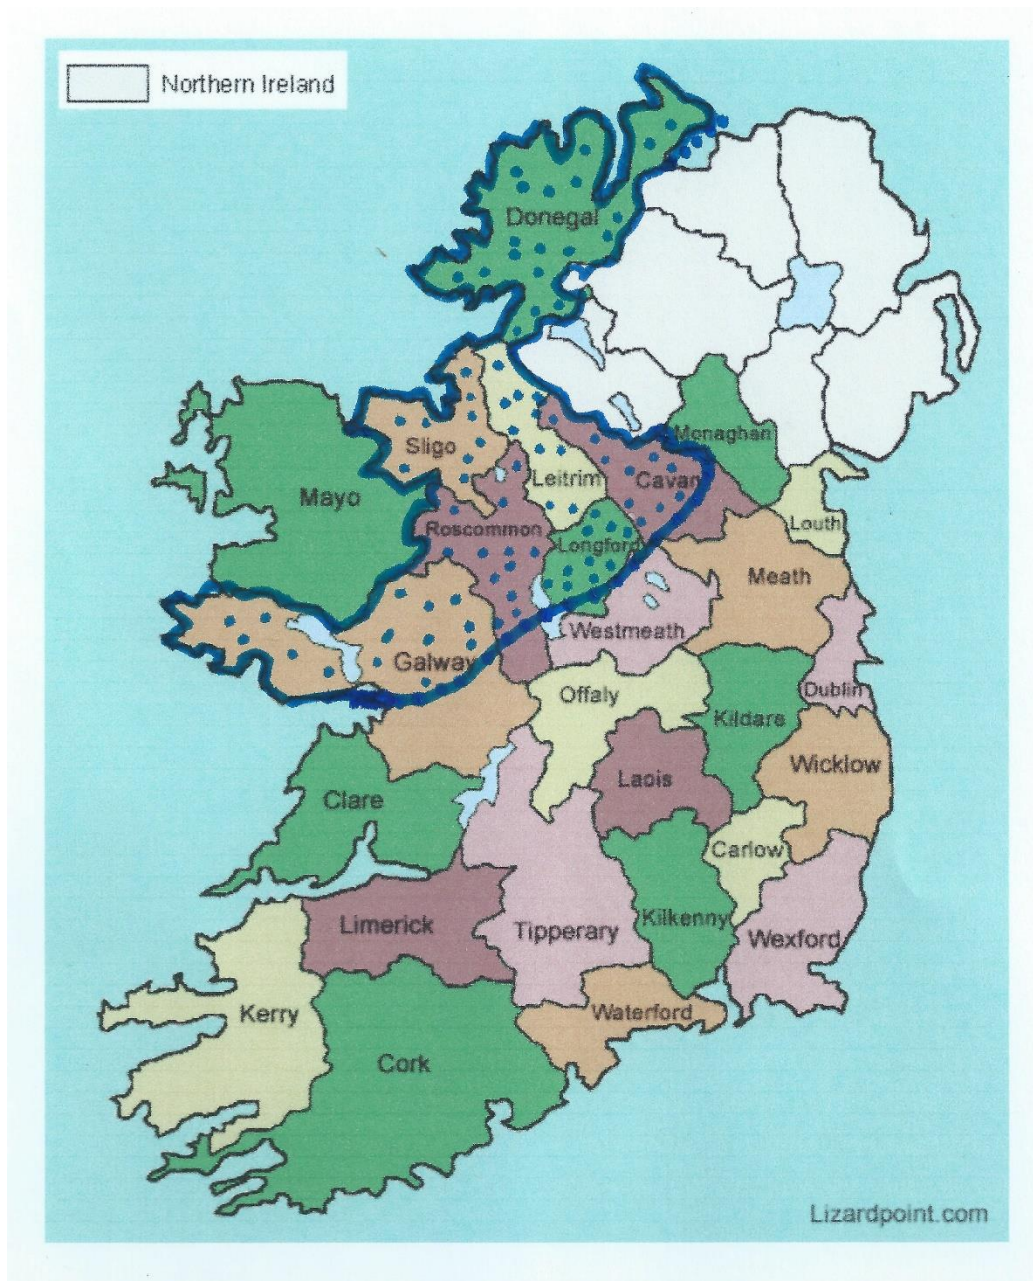 Northern Ireland
Donegal
Monaghan
Sligo
Leitrim
Cavan
Mayo
Roscommon
Louth
Longford
Meath
Westmeath
Galway
Offaly
Dublin
Kildare
Laois
Wicklow
Clare
Carlow
Limerick
Kilkenny
Tipperary
Wexford
Kerry
Waterford
Cork
Lizardpoint.com